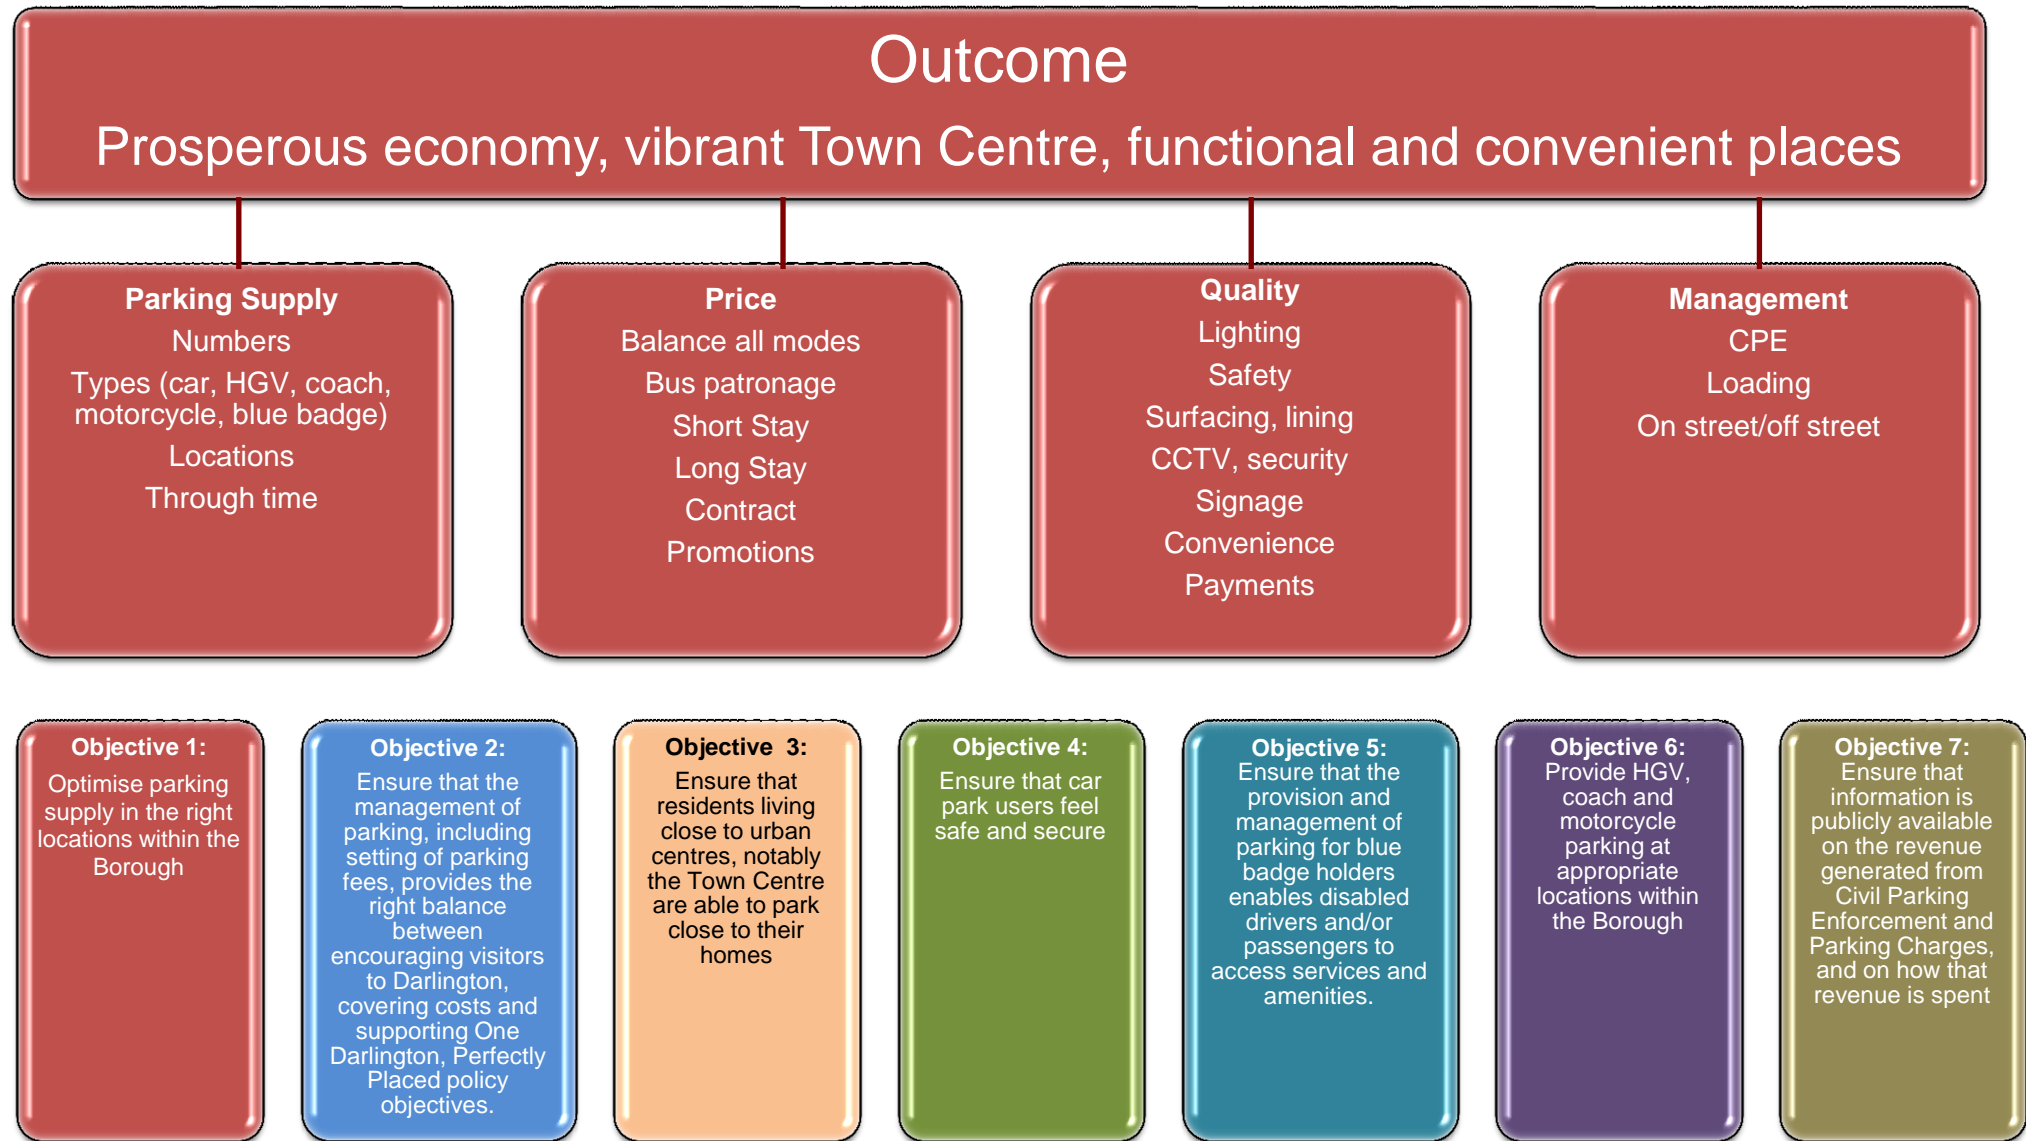 Outcome
Prosperous economy, vibrant Town Centre, functional and convenient places
Parking Supply
Numbers
Types (car, HGV, coach,
motorcycle, blue badge)
Locations
Through time
Price
Balance all modes
Bus patronage
Short Stay
Long Stay
Contract
Promotions
Quality
Lighting
Safety
Surfacing, lining
CCTV, security
Signage
Convenience
Payments
Management
CPE
Loading
On street/off street
Objective 1:
Optimise parking
supply in the right
locations within the
Borough
Objective 2:
Ensure that the
management of
parking, including
setting of parking
fees, provides the
right balance
between
encouraging visitors
to Darlington,
covering costs and
supporting One
Darlington, Perfectly
Placed policy
objectives.
Objective  3:
Ensure that
residents living
close to urban
centres, notably
the Town Centre
are able to park
close to their
homes
Objective 4:
Ensure that car
park users feel
safe and secure
Objective 5:
Ensure that the
provision and
management of
parking for blue
badge holders
enables disabled
drivers and/or
passengers to
access services and
amenities.
Objective 6:
Provide HGV,
coach and
motorcycle
parking at
appropriate
locations within
the Borough
Objective 7:
Ensure that
information is
publicly available
on the revenue
generated from
Civil Parking
Enforcement and
Parking Charges,
and on how that
revenue is spent